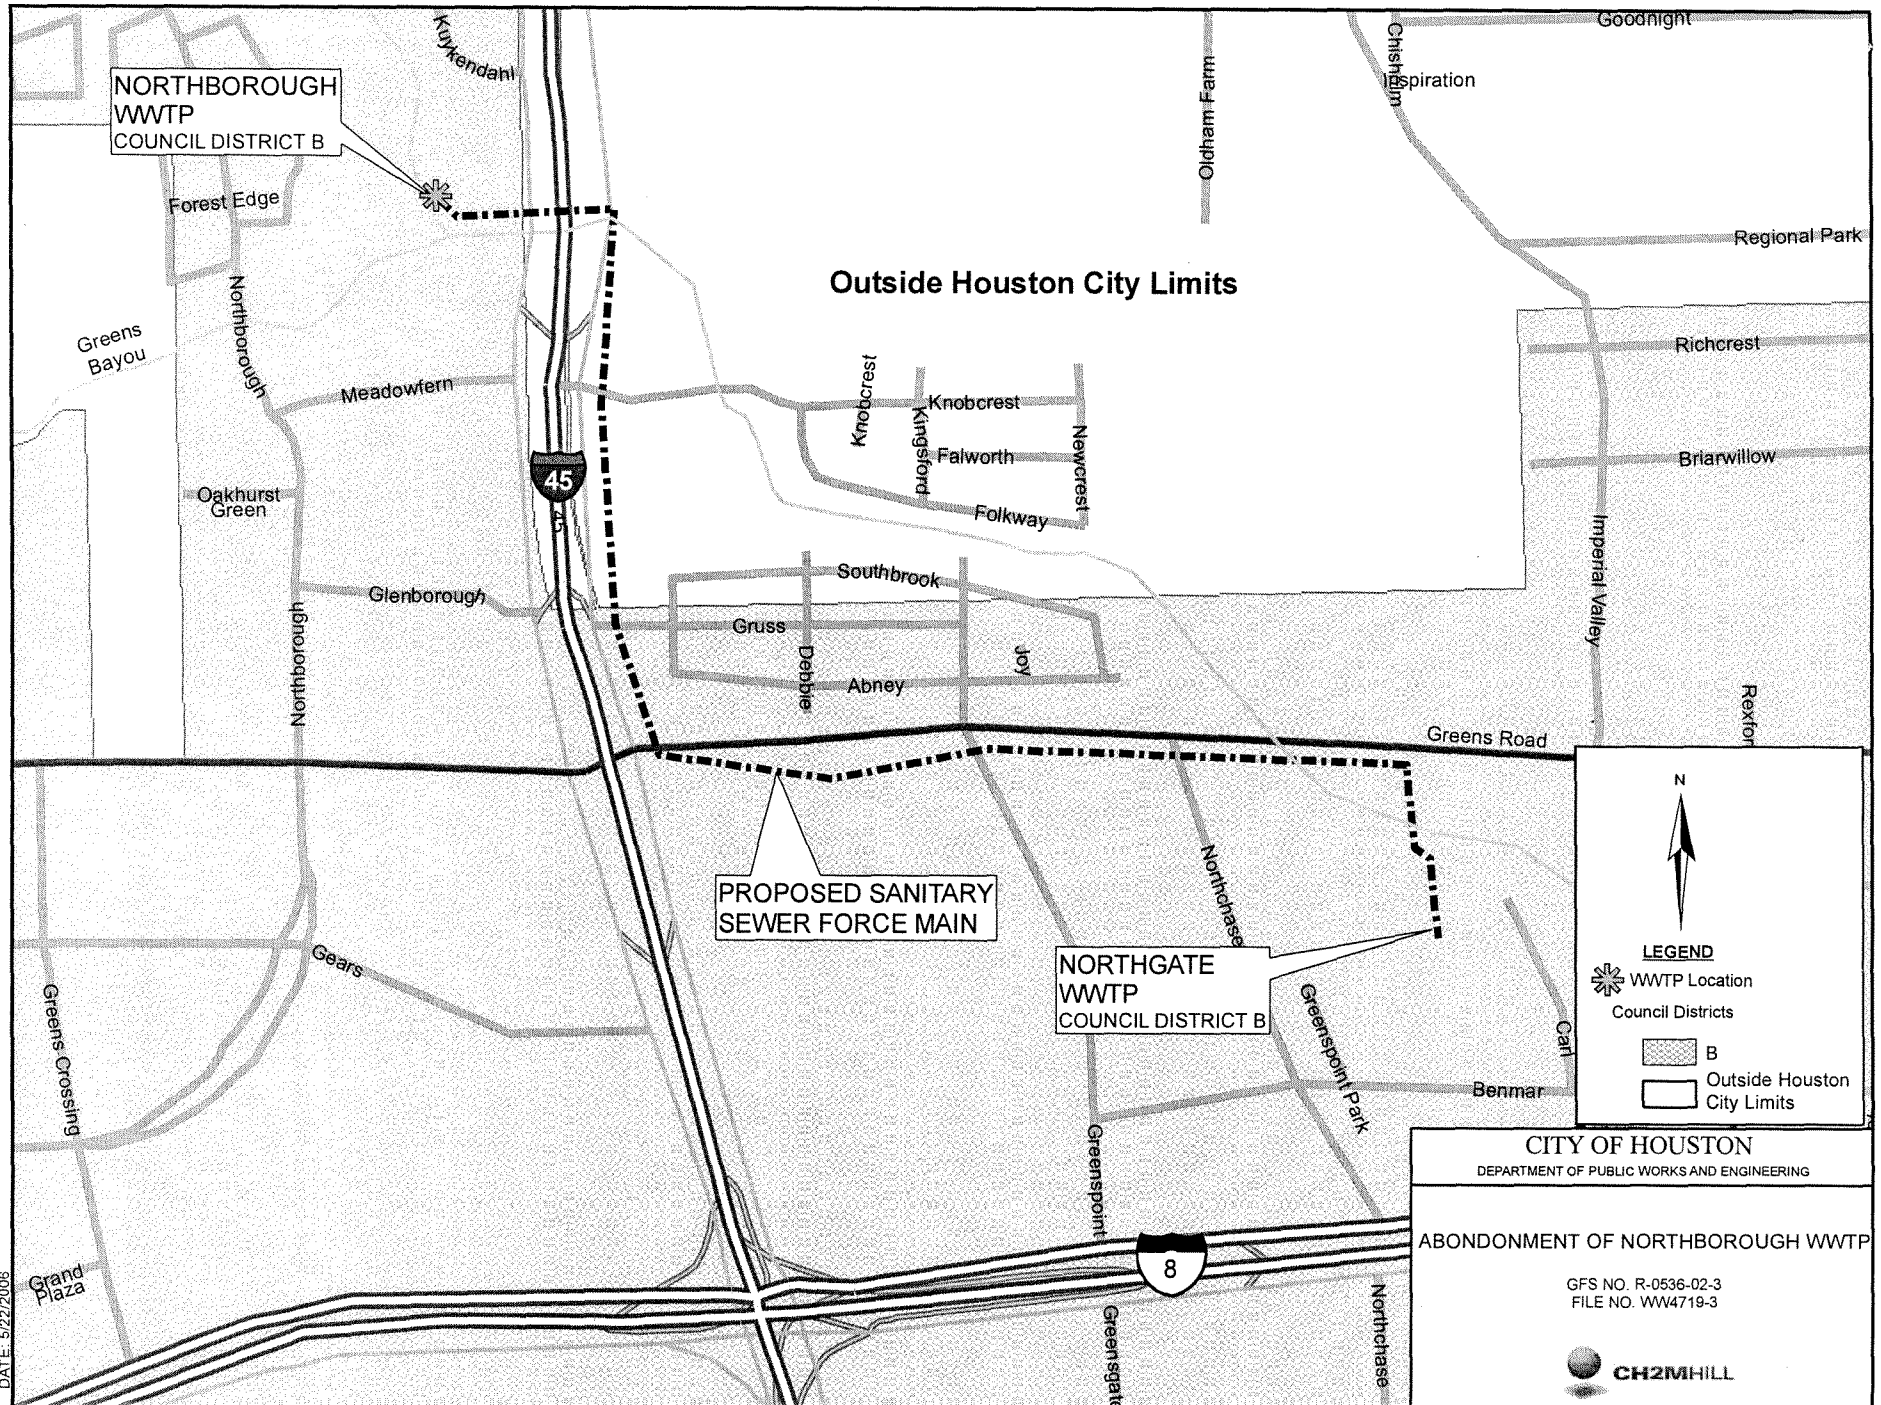 Kuykendahl
Goodnight
Chisholm
Inspiration
Oldham Farm
NORTHBOROUGH
WWTP
COUNCIL DISTRICT B
Forest Edge
Regional Park
Outside Houston City Limits
Northborough
Greens
Bayou
Meadowfern
Richcrest
Knobcrest
Knobcrest
Kingsford
Falworth
Newcrest
Folkway
Briarwillow
45
45
Oakhurst
Green
Imperial Valley
Southbrook
Glenborough
Gruss
Debbie
Joy
Abney
Northborough
Rexfor
Greens Road
PROPOSED SANITARY
SEWER FORCE MAIN
Northchase
NORTHGATE
WWTP
COUNCIL DISTRICT B
Gears
Greens Crossing
Greenspoint Park
Carl
Benmar
Greenspoint
8
Grand
Plaza
Greensgate
Northchase
N
LEGEND
WWTP Location
Council Districts
B
Outside Houston
City Limits
CITY OF HOUSTON
DEPARTMENT OF PUBLIC WORKS AND ENGINEERING
ABONDONMENT OF NORTHBOROUGH WWTP
GFS NO. R-0536-02-3
FILE NO. WW4719-3
CH2MHILL
DATE: 5/22/2006